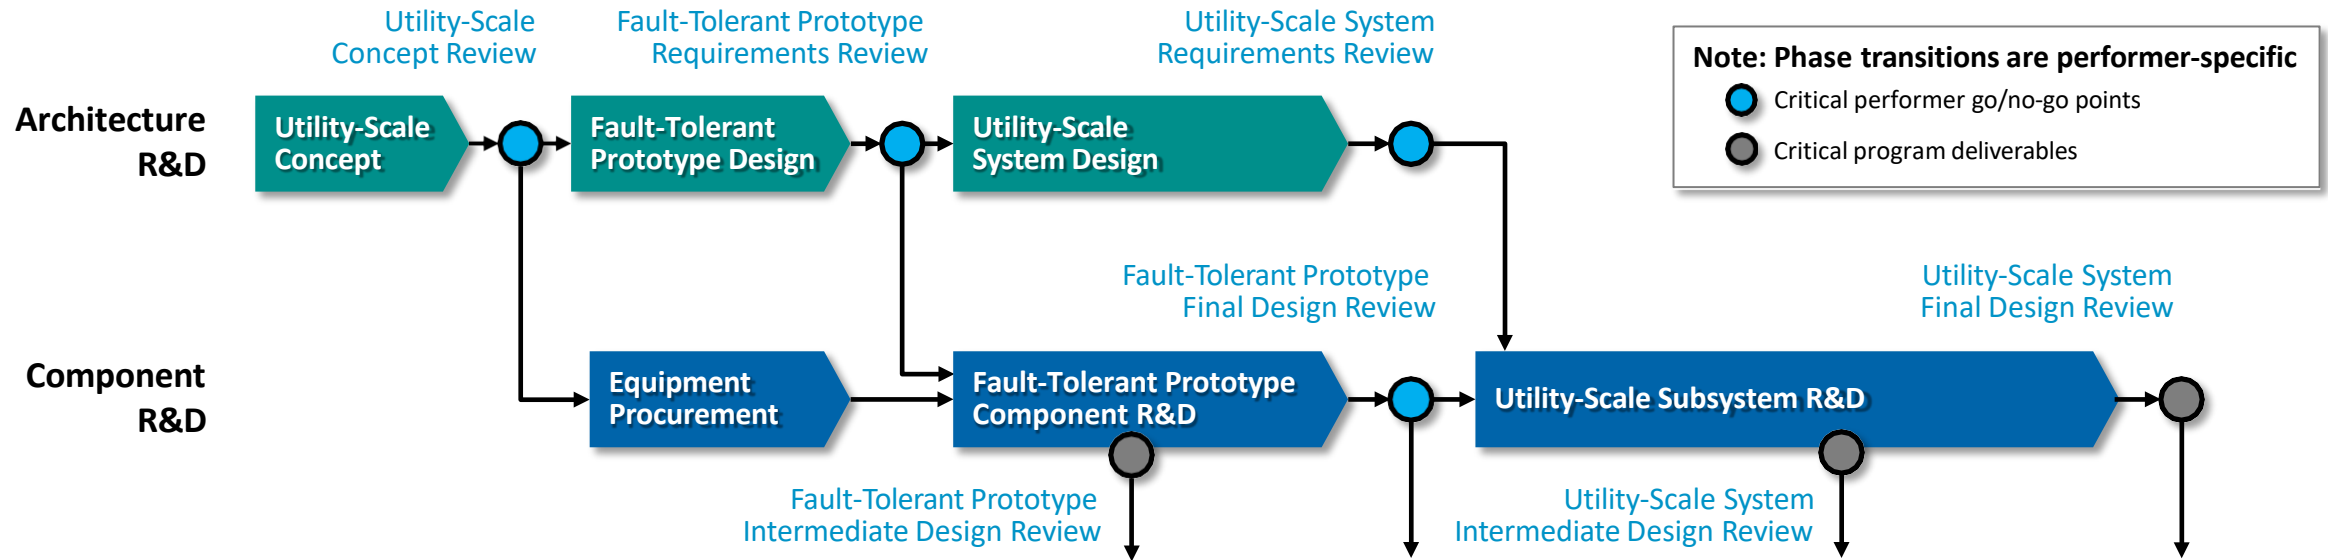 Utility-Scale
Concept Review
Fault-Tolerant Prototype
Requirements Review
Utility-Scale System
Requirements Review
Note: Phase transitions are performer-specific
Critical performer go/no-go points
Critical program deliverables
Architecture
R&D
Utility-Scale
Concept
Fault-Tolerant
Prototype Design
Utility-Scale
System Design
Fault-Tolerant Prototype
Final Design Review
Utility-Scale System
Final Design Review
Component
R&D
Equipment
Procurement
Fault-Tolerant Prototype
Component R&D
Utility-Scale Subsystem R&D
Fault-Tolerant Prototype
Intermediate Design Review
Utility-Scale System
Intermediate Design Review